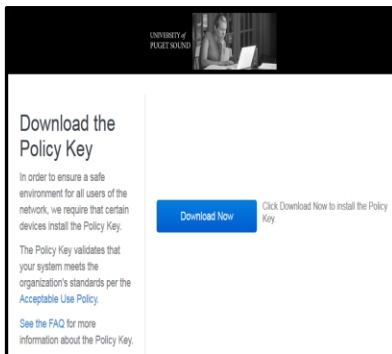 UNIVERSITY of
PUGET SOUND
Download the
Policy Key
In order to ensure a safe
environment for all users of the
network, we require that certain
devices install the Policy Key.
The Policy Key validates that
your system meets the
organization's standards per the
Acceptable Use Policy.
See the FAQ for more
information about the Policy Key.
Download Now
Click Download Now to install the Policy
Key.